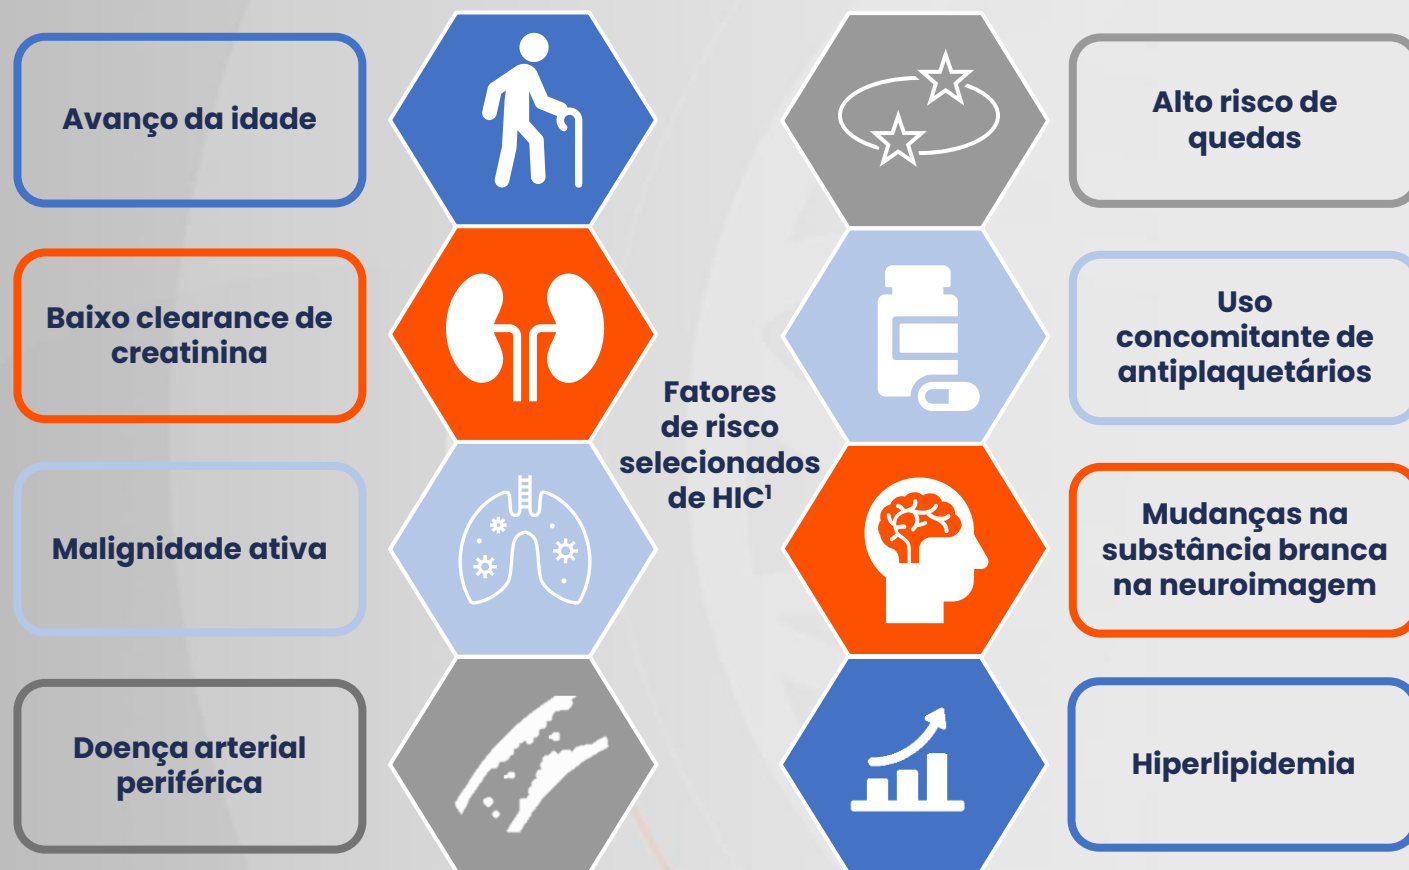 Avanço da idade
Baixo clearance de
creatinina
Malignidade ativa
Doença arterial
periférica
Fatores
de risco
selecionados
de HIC¹
Alto risco de
quedas
Uso
concomitante de
antiplaquetários
Mudanças na
substância branca
na neuroimagem
Hiperlipidemia